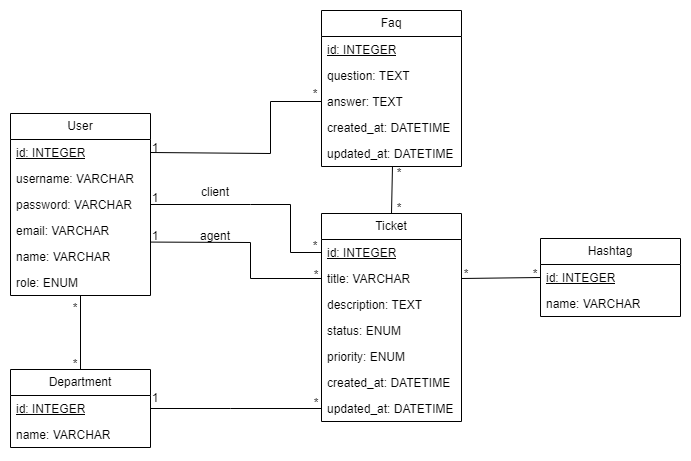 Faq
id: INTEGER
question: TEXT
answer: TEXT
created_at: DATETIME
updated_at: DATETIME
User
id: INTEGER
username: VARCHAR
password: VARCHAR
email: VARCHAR
name: VARCHAR
role: ENUM
1
*
1
client
*
1
agent
*
*
*
Ticket
id: INTEGER
title: VARCHAR
description: TEXT
status: ENUM
priority: ENUM
created_at: DATETIME
updated_at: DATETIME
*
*
Hashtag
id: INTEGER
name: VARCHAR
*
*
Department
id: INTEGER
name: VARCHAR
1
*